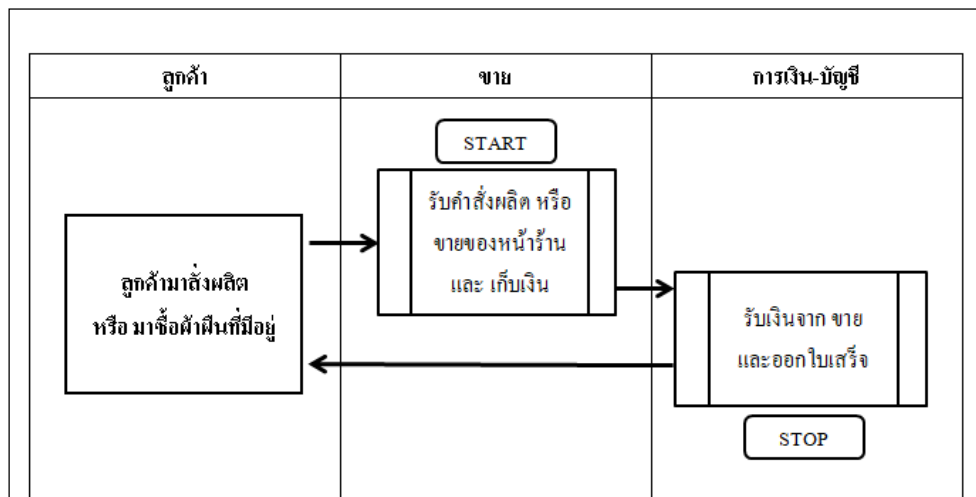 ลูกค้า
ขาย
การเงิน-บัญชี
START
รับคำสั่งผลิต หรือ
ขายของหน้าร้าน
และ เก็บเงิน
ลูกค้ามาสั่งผลิต
หรือ มาซื้อผ้าผืนที่มีอยู่
รับเงินจาก ขาย
และออกใบเสร็จ
STOP